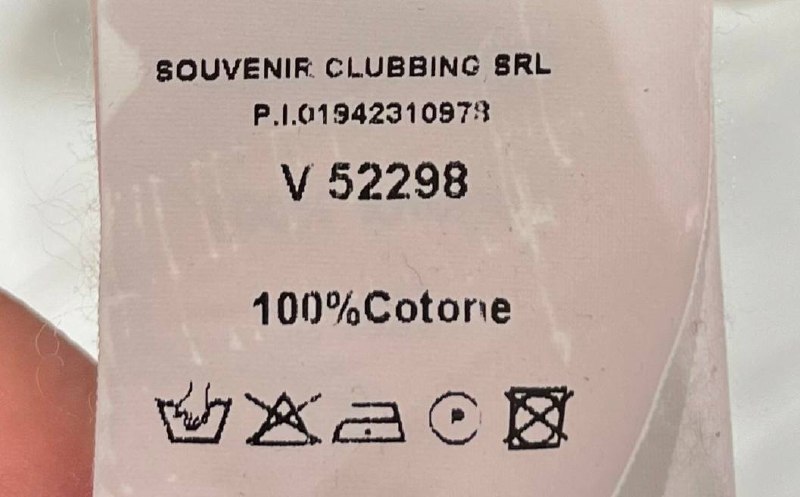 SOUVENIR CLUBBING SRL
P.I.01942310978
V 52298
100%Cotone
P